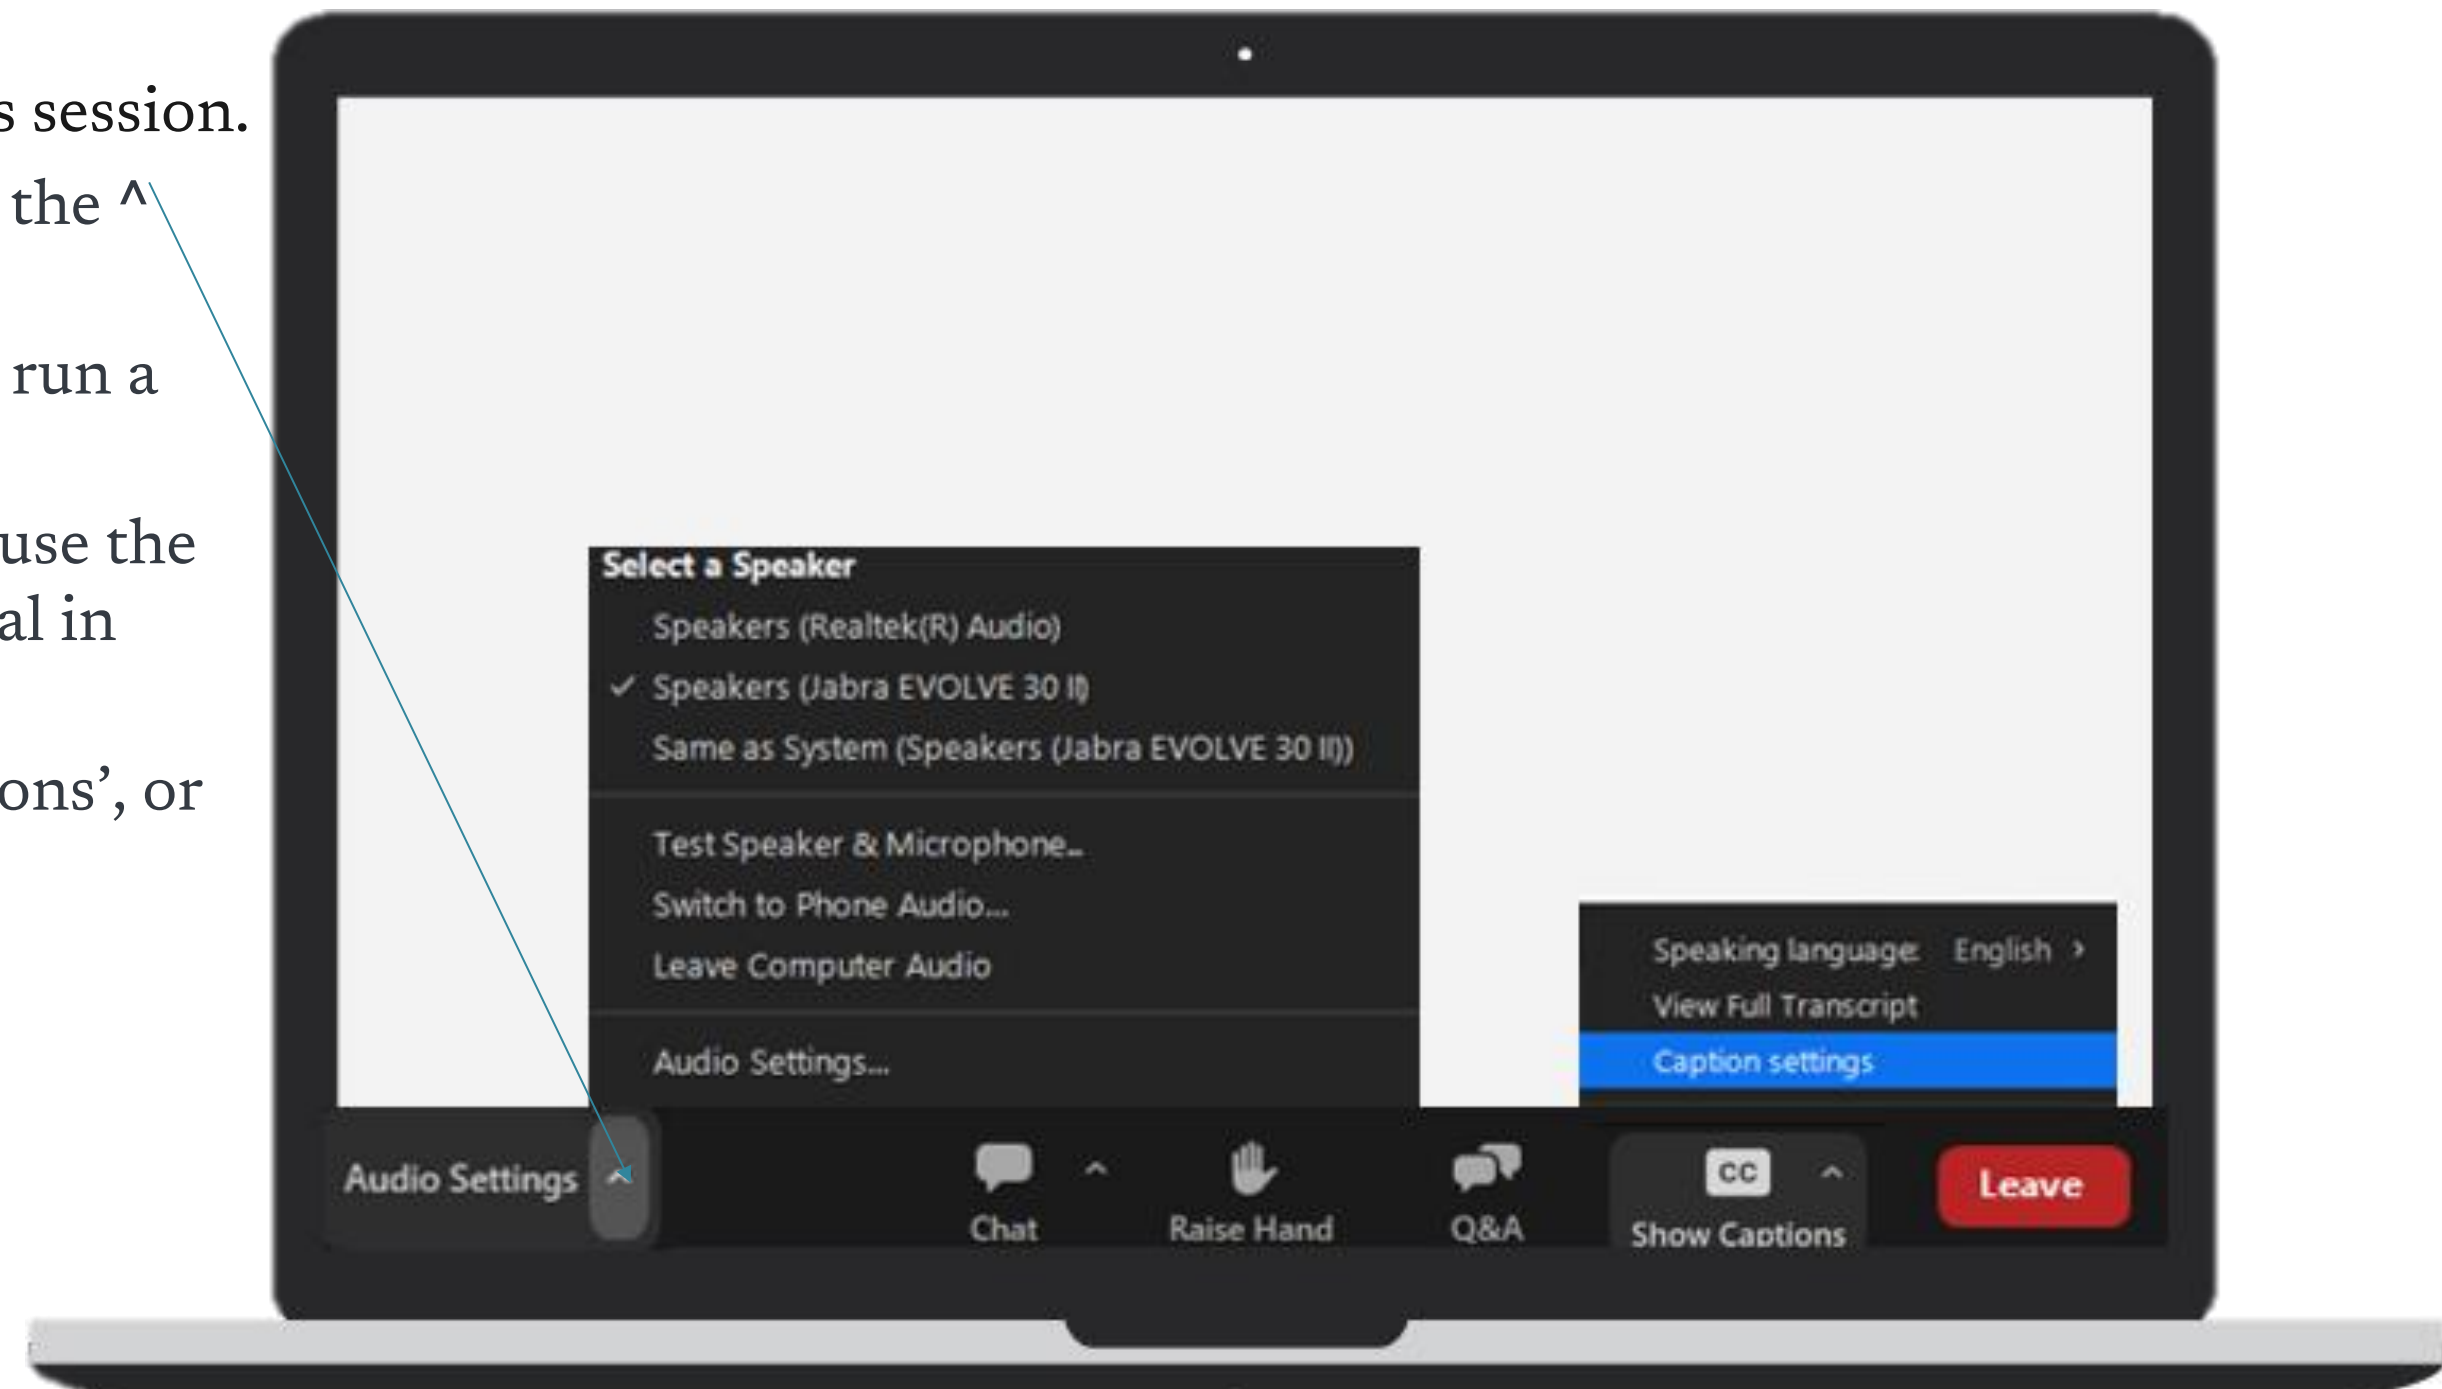 s session.
the ^
run a
use the
al in
ons’, or
Select a Speaker
Speakers (Realtek(R) Audio)
✓ Speakers (Jabra EVOLVE 30 II)
Same as System (Speakers (Jabra EVOLVE 30 II))
Test Speaker & Microphone...
Switch to Phone Audio...
Leave Computer Audio
Audio Settings...
Speaking language: English >
View Full Transcript
Caption settings
Audio Settings ^
Chat ^
Raise Hand
Q&A
CC ^
Show Captions
Leave